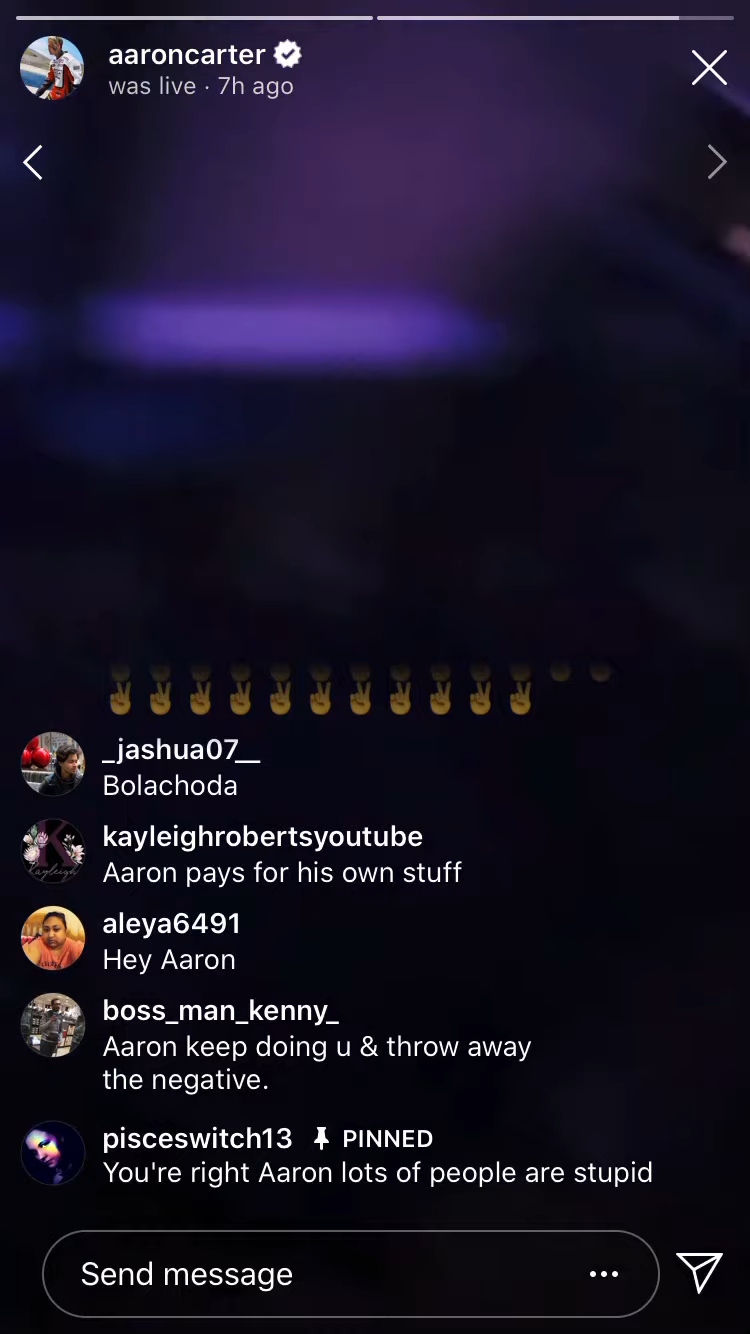 aaroncarter
was live · 7h ago
✌️✌️✌️✌️✌️✌️✌️✌️✌️✌️✌️
_jashua07__
Bolachoda
kayleighrobertsyoutube
Aaron pays for his own stuff
aleya6491
Hey Aaron
boss_man_kenny_
Aaron keep doing u & throw away
the negative.
pisceswitch13 PINNED
You're right Aaron lots of people are stupid
Send message